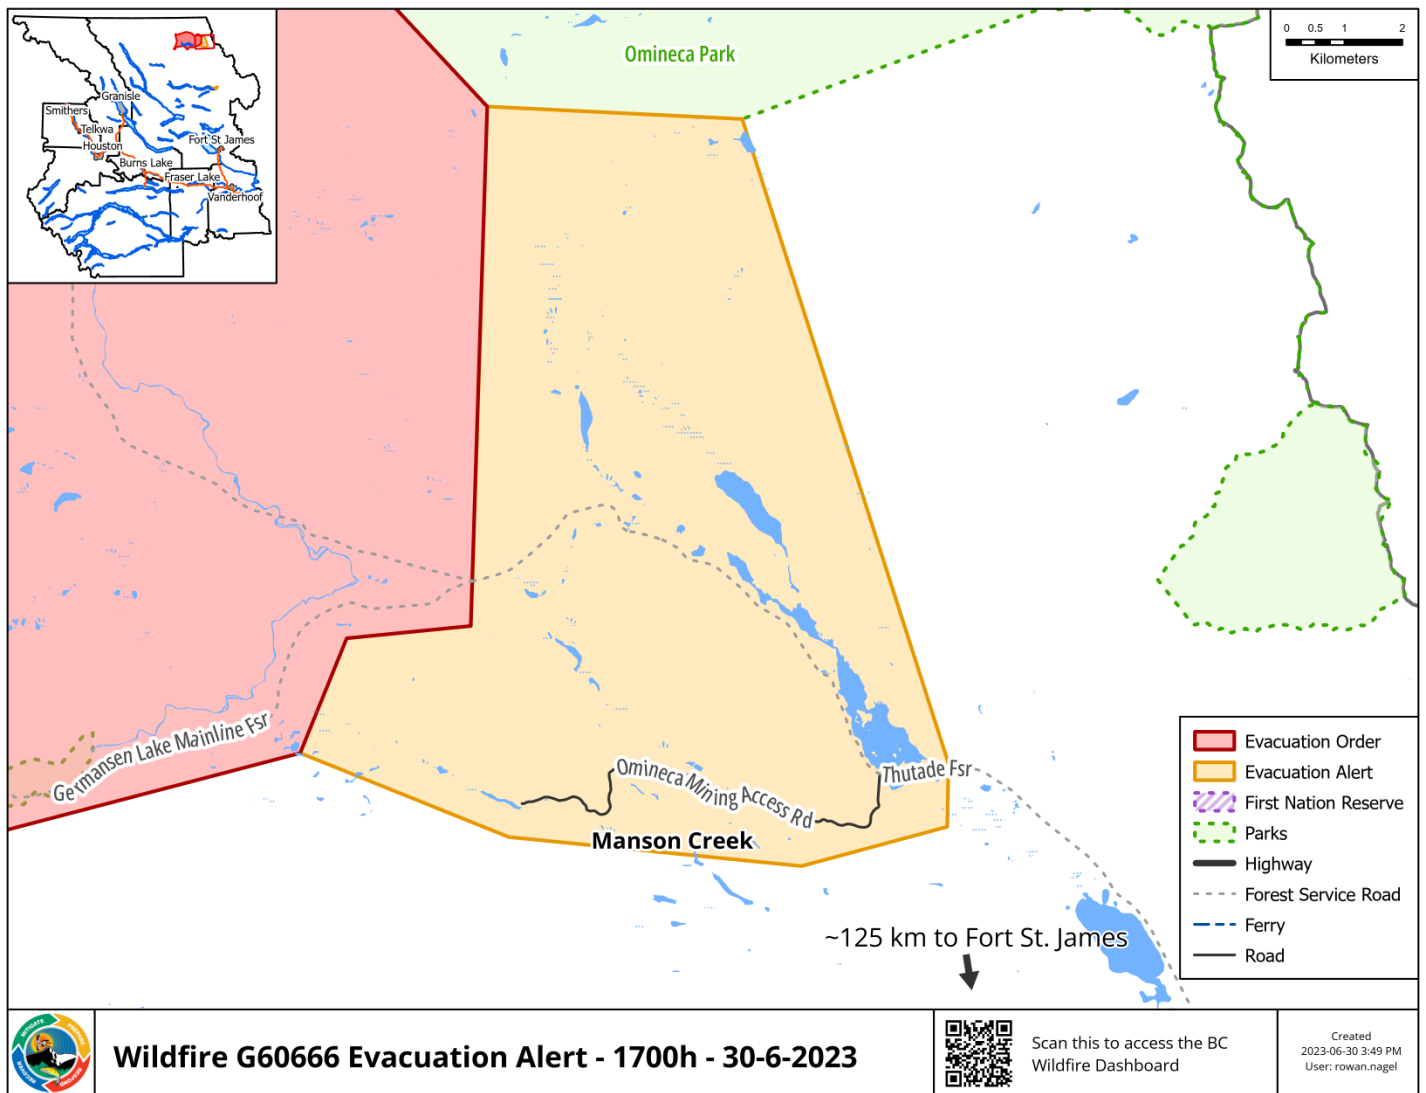 Omineca Park
0 0.5 1 2
Kilometers
Granisle
Smithers
Telkwa
Houston
Fort St James
Burns Lake
Fraser Lake
Vanderhoof
Germansen Lake Mainline Fsr
Omineca Mining Access Rd
Thutade Fsr
Manson Creek
~125 km to Fort St. James
Evacuation Order
Evacuation Alert
First Nation Reserve
Parks
Highway
Forest Service Road
Ferry
Road
MITIGATE
PREPARE
RESPOND
RECOVER
Wildfire G60666 Evacuation Alert - 1700h - 30-6-2023
Scan this to access the BC
Wildfire Dashboard
Created
2023-06-30 3:49 PM
User: rowan.nagel